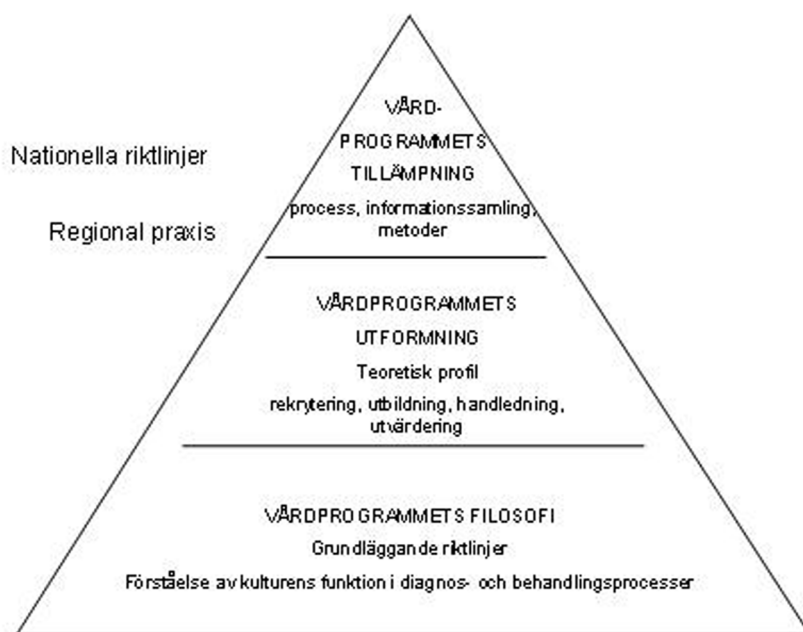 VÅRD-
PROGRAMMETS
Nationella riktlinjer
TILLÄMPNING
process, informationssamling,
Regional praxis
metoder
VÅRDPROGRAMMETS
UTFORMNING
Teoretisk profil
rekrytering, utbildning, handledning,
utvärdering
VÅRDPROGRAMMETS FILOSOFI
Grundläggande riktlinjer
Förståelse av kulturens funktion i diagnos- och behandlingsprocesser